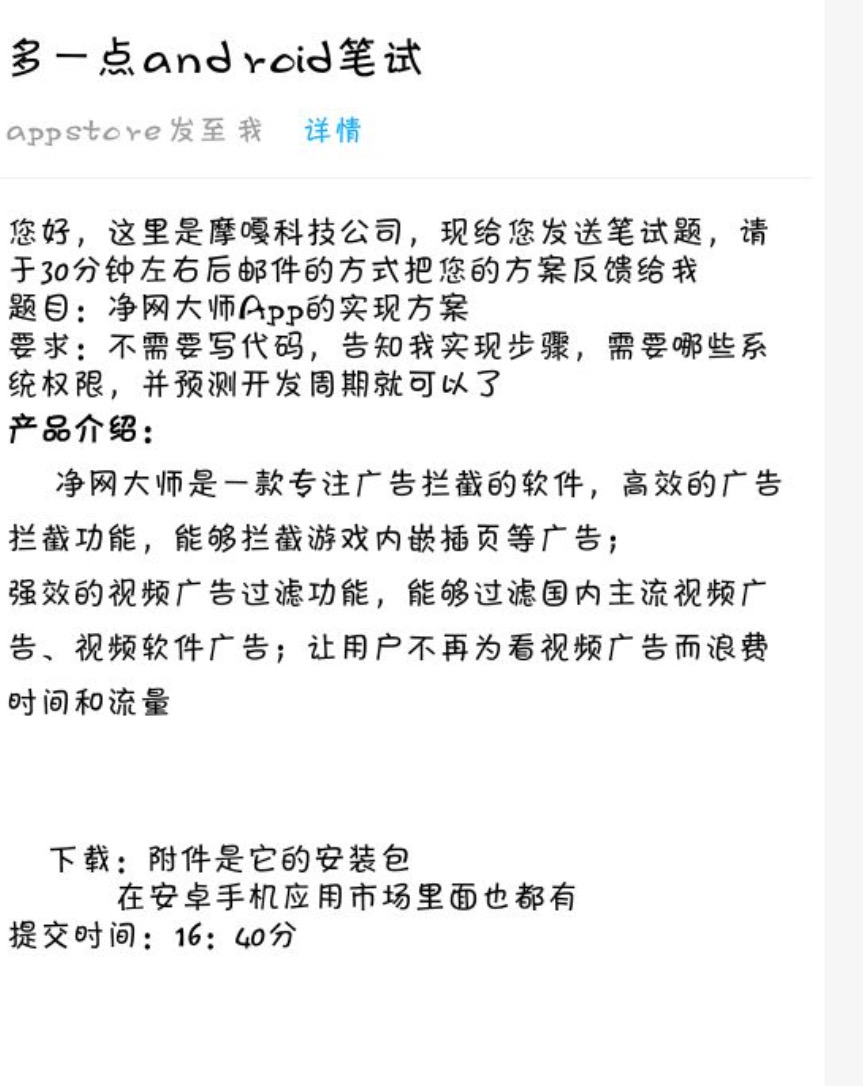 多一点android笔试
appstore发至 我 详情
您好，这里是摩嘎科技公司，现给您发送笔试题，请
于30分钟左右后邮件的方式把您的方案反馈给我
题目：净网大师App的实现方案
要求：不需要写代码，告知我实现步骤，需要哪些系
统权限，并预测开发周期就可以了
产品介绍：
净网大师是一款专注广告拦截的软件，高效的广告
拦截功能，能够拦截游戏内嵌插页等广告；
强效的视频广告过滤功能，能够过滤国内主流视频广
告、视频软件广告；让用户不再为看视频广告而浪费
时间和流量
下载：附件是它的安装包
在安卓手机应用市场里面也都有
提交时间：16：40分